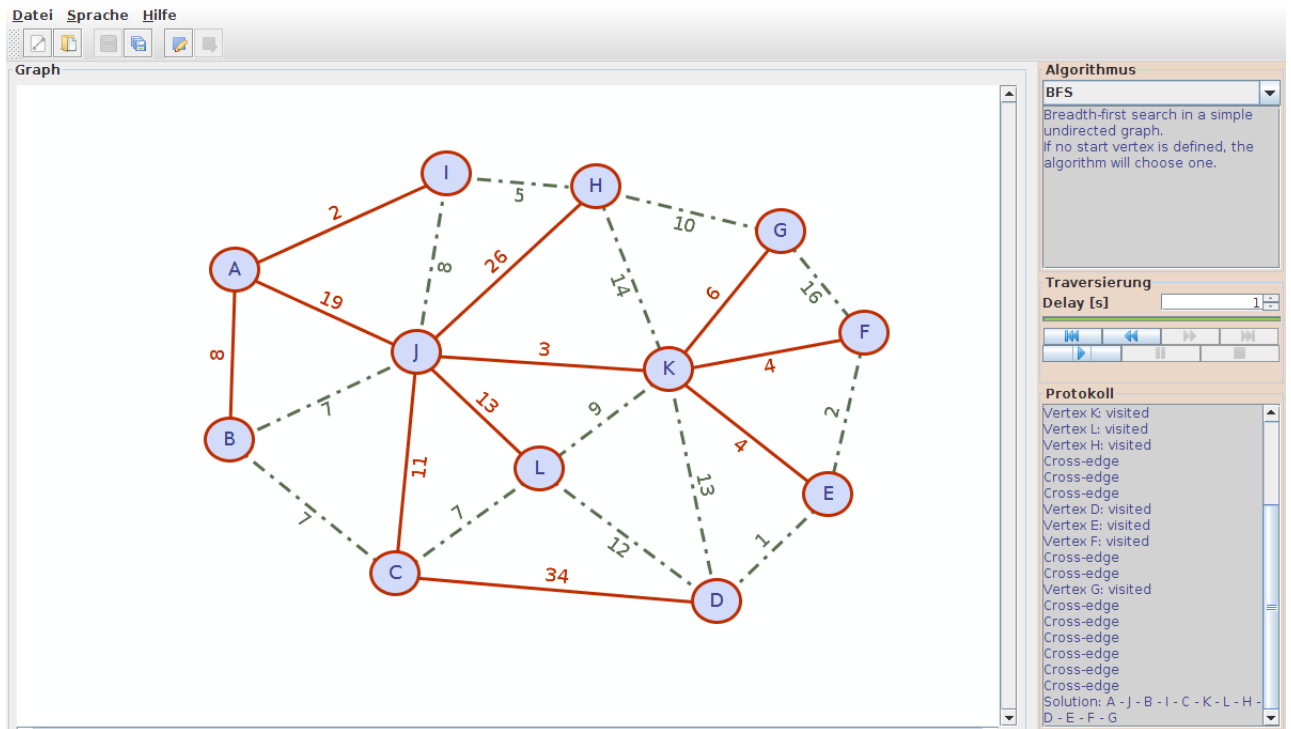 Datei Sprache Hilfe
Graph
I
H
5
2
10
G
A
26
8
14
6
16
19
F
J
3
K
4
8
7
13
9
2
4
B
11
L
13
E
7
7
12
1
C
34
D
Algorithmus
BFS
Breadth-first search in a simple
undirected graph.
If no start vertex is defined, the
algorithm will choose one.
Traversierung
Delay [s] 1
Protokoll
Vertex K: visited
Vertex L: visited
Vertex H: visited
Cross-edge
Cross-edge
Cross-edge
Vertex D: visited
Vertex E: visited
Vertex F: visited
Cross-edge
Cross-edge
Vertex G: visited
Cross-edge
Cross-edge
Cross-edge
Cross-edge
Cross-edge
Cross-edge
Solution: A - J - B - I - C - K - L - H -
D - E - F - G